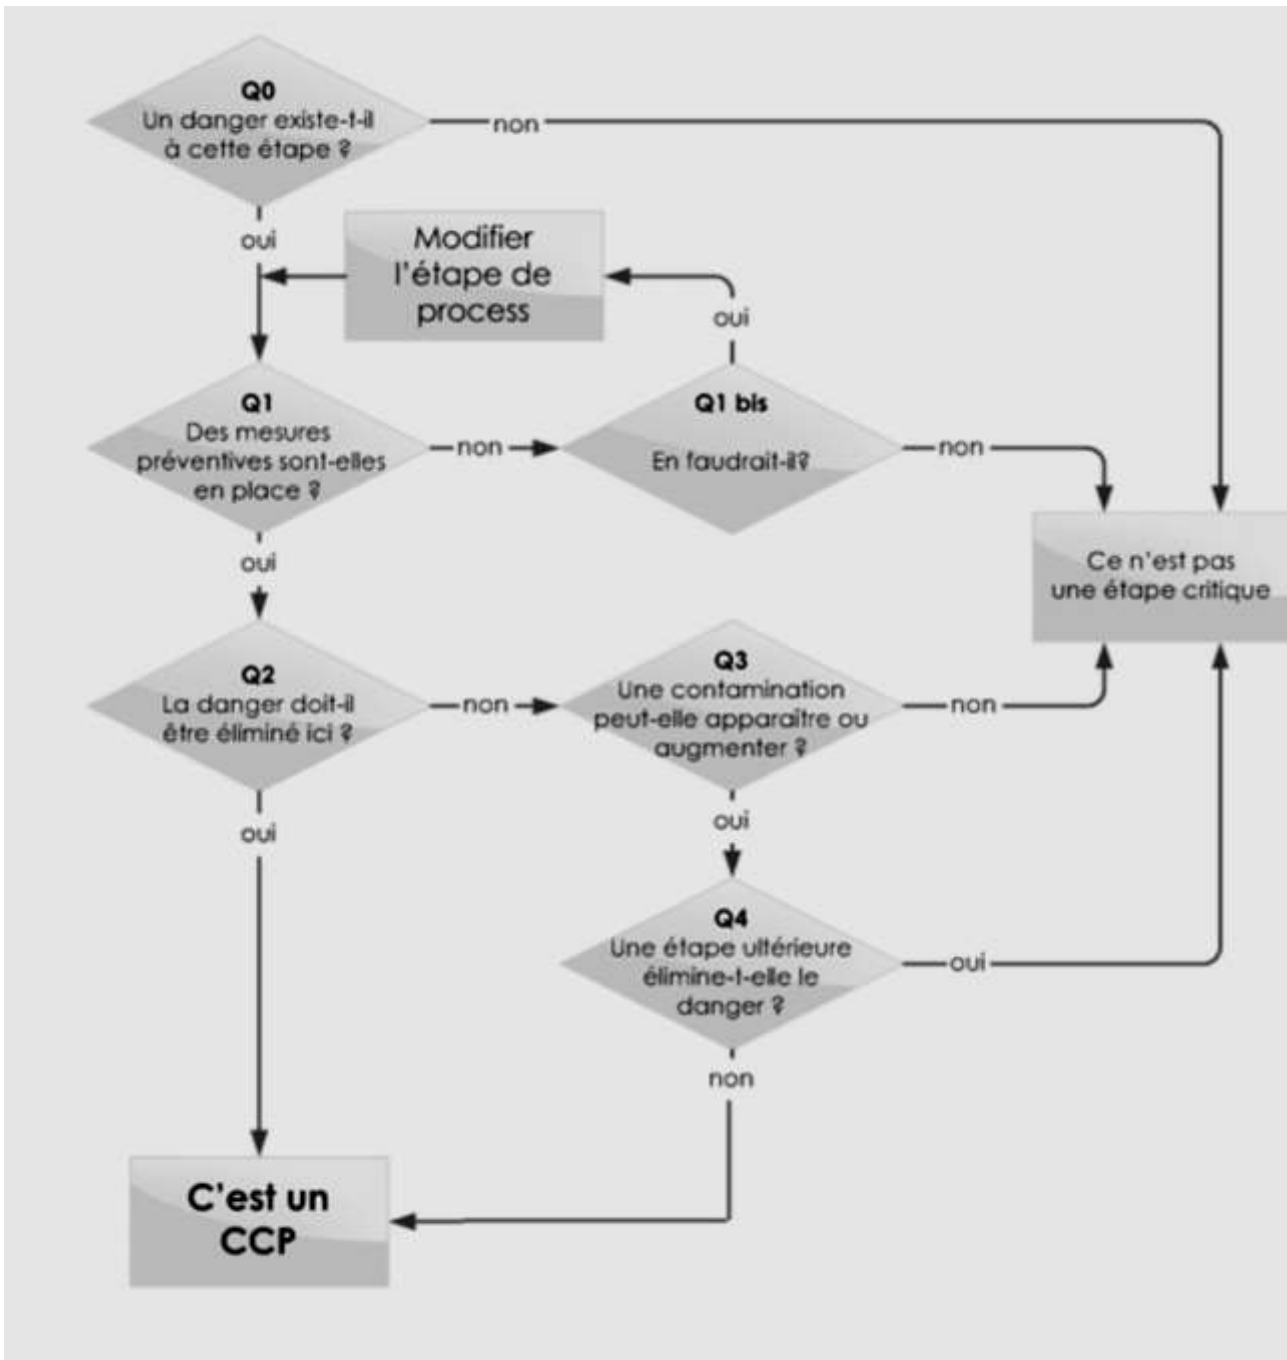 Q0
Un danger existe-t-il
à cette étape ?
non
oui
Modifier
l'étape de
process
oui
Q1
Des mesures
préventives sont-elles
en place ?
non
Q1 bis
En faudrait-il?
non
oui
Ce n'est pas
une étape critique
Q2
La danger doit-il
être éliminé ici ?
non
Q3
Une contamination
peut-elle apparaître ou
augmenter ?
non
oui
oui
Q4
Une étape ultérieure
élimine-t-elle le
danger ?
oui
non
C'est un
CCP